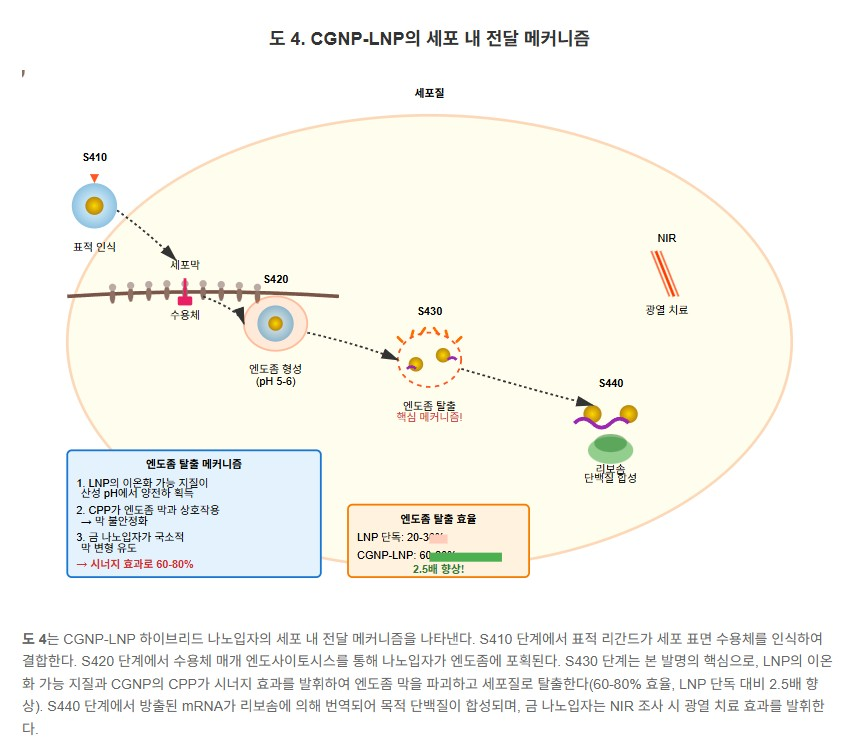 도 4. CGNP-LNP의 세포 내 전달 메커니즘
세포질
S410
표적 인식
세포막
수용체
S420
엔도좀 형성
(pH 5-6)
S430
엔도좀 탈출
핵심 메커니즘!
NIR
광열 치료
S440
리보솜
단백질 합성
엔도좀 탈출 메커니즘
1. LNP의 이온화 가능 지질이
산성 pH에서 양전하 획득
2. CPP가 엔도좀 막과 상호작용
→ 막 불안정화
3. 금 나노입자가 국소적
막 변형 유도
→ 시너지 효과로 60-80%
엔도좀 탈출 효율
LNP 단독: 20-30%
CGNP-LNP: 60-80%
2.5배 향상!
도 4는 CGNP-LNP 하이브리드 나노입자의 세포 내 전달 메커니즘을 나타낸다. S410 단계에서 표적 리간드가 세포 표면 수용체를 인식하여
결합한다. S420 단계에서 수용체 매개 엔도사이토시스를 통해 나노입자가 엔도좀에 포획된다. S430 단계는 본 발명의 핵심으로, LNP의 이온
화 가능 지질과 CGNP의 CPP가 시너지 효과를 발휘하여 엔도좀 막을 파괴하고 세포질로 탈출한다(60-80% 효율, LNP 단독 대비 2.5배 향
상). S440 단계에서 방출된 mRNA가 리보솜에 의해 번역되어 목적 단백질이 합성되며, 금 나노입자는 NIR 조사 시 광열 치료 효과를 발휘한
다.